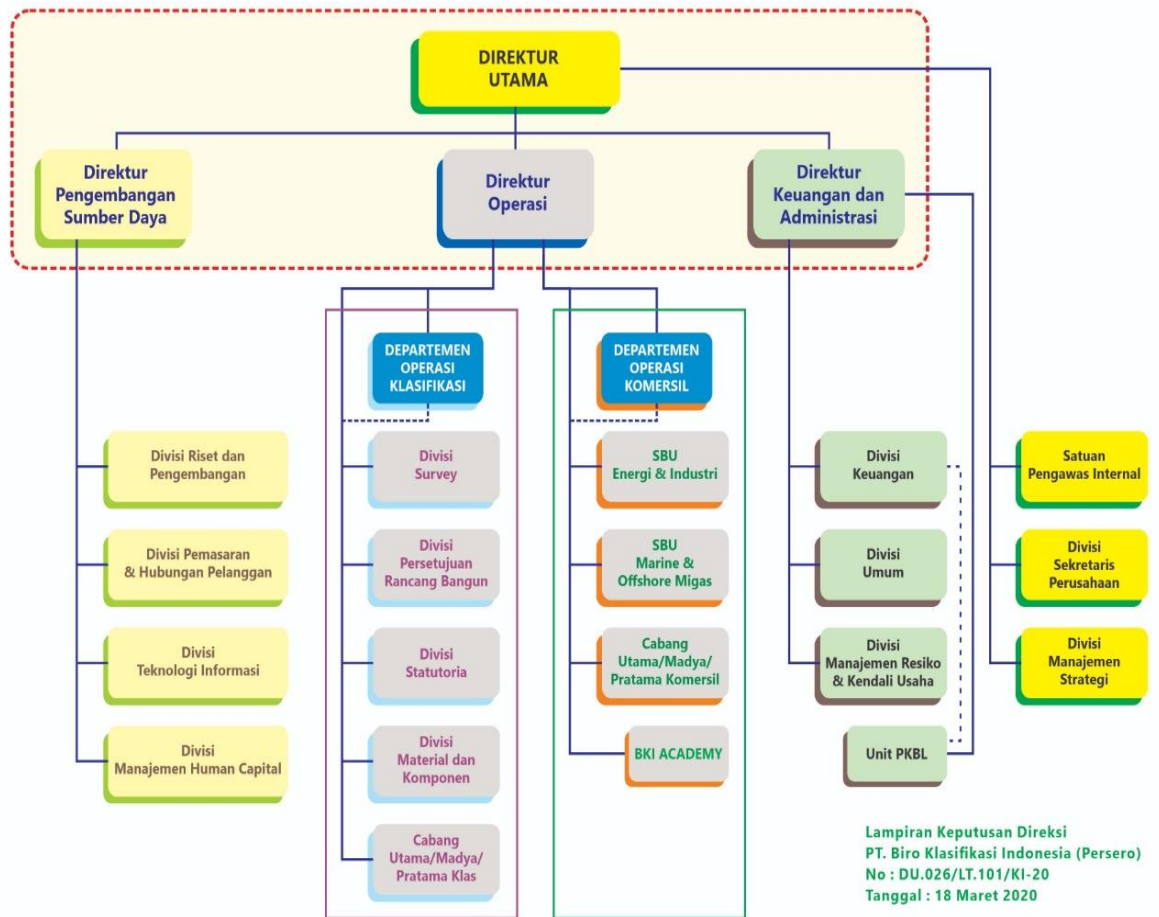 DIREKTUR
UTAMA
Direktur
Pengembangan
Sumber Daya
Direktur
Operasi
Direktur
Keuangan dan
Administrasi
DEPARTEMEN
OPERASI
KLASIFIKASI
DEPARTEMEN
OPERASI
KOMERSIL
Divisi Riset dan
Pengembangan
Divisi Pemasaran
& Hubungan Pelanggan
Divisi
Teknologi Informasi
Divisi
Manajemen Human Capital
Divisi
Survey
Divisi
Persetujuan
Rancang Bangun
Divisi
Statutoria
Divisi
Material dan
Komponen
Cabang
Utama/Madya/
Pratama Klas
SBU
Energi & Industri
SBU
Marine &
Offshore Migas
Cabang
Utama/Madya/
Pratama Komersil
BKI ACADEMY
Divisi
Keuangan
Divisi
Umum
Divisi
Manajemen Resiko
& Kendali Usaha
Unit PKBL
Satuan
Pengawas Internal
Divisi
Sekretaris
Perusahaan
Divisi
Manajemen
Strategi
Lampiran Keputusan Direksi
PT. Biro Klasifikasi Indonesia (Persero)
No : DU.026/LT.101/KI-20
Tanggal : 18 Maret 2020